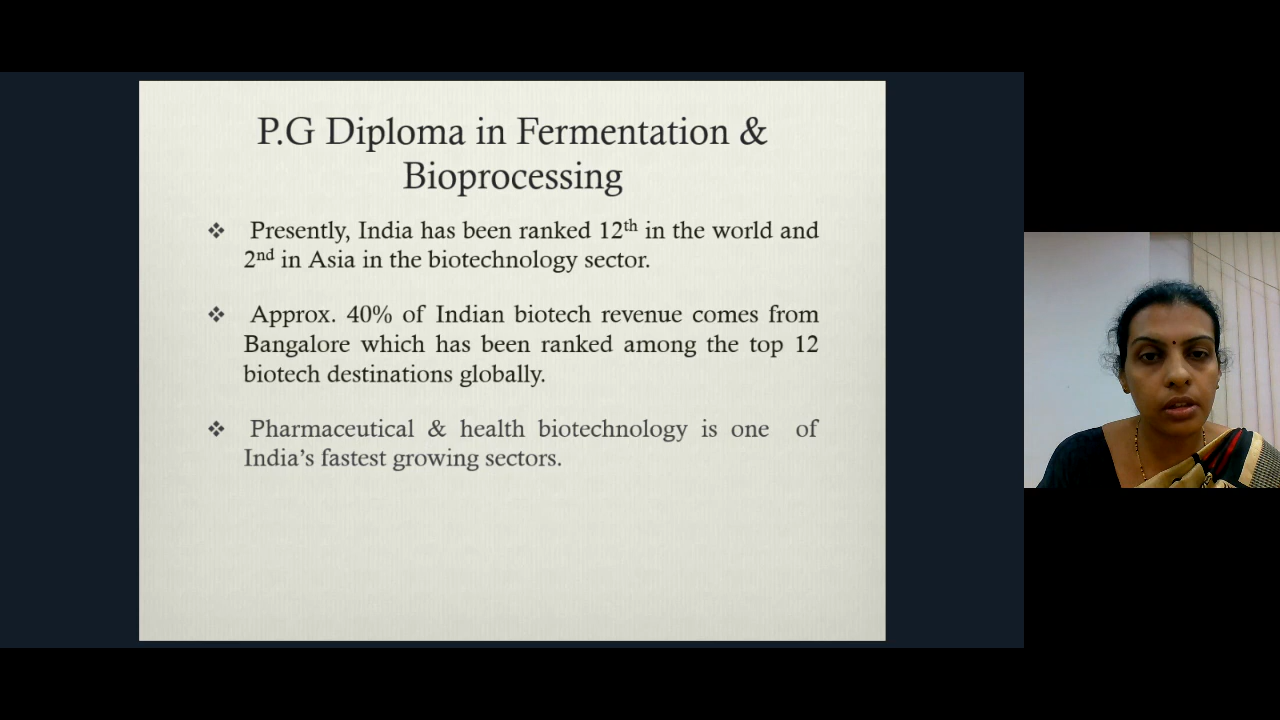 P.G Diploma in Fermentation &
Bioprocessing
❖ Presently, India has been ranked 12th in the world and
2nd in Asia in the biotechnology sector.
❖ Approx. 40% of Indian biotech revenue comes from
Bangalore which has been ranked among the top 12
biotech destinations globally.
❖ Pharmaceutical & health biotechnology is one of
India’s fastest growing sectors.